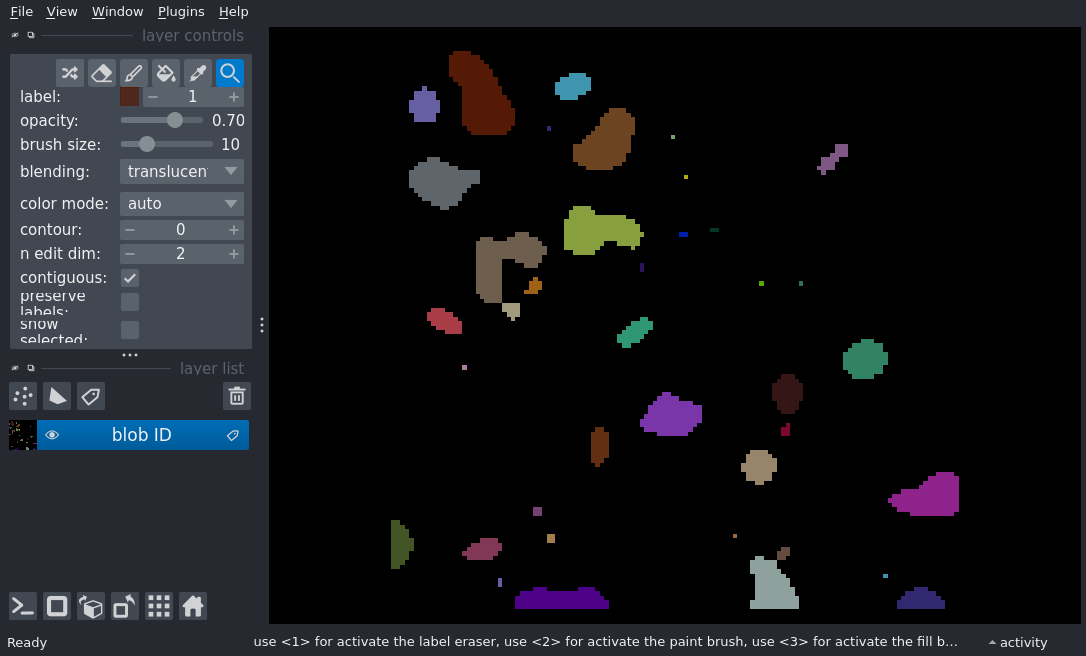 File View Window Plugins Help
layer controls
label: 1
opacity: 0.70
brush size: 10
blending: translucen
color mode: auto
contour: 0
n edit dim: 2
contiguous:
preserve
labels:
show
selected:
layer list
blob ID
Ready
use <1> for activate the label eraser, use <2> for activate the paint brush, use <3> for activate the fill b...
activity